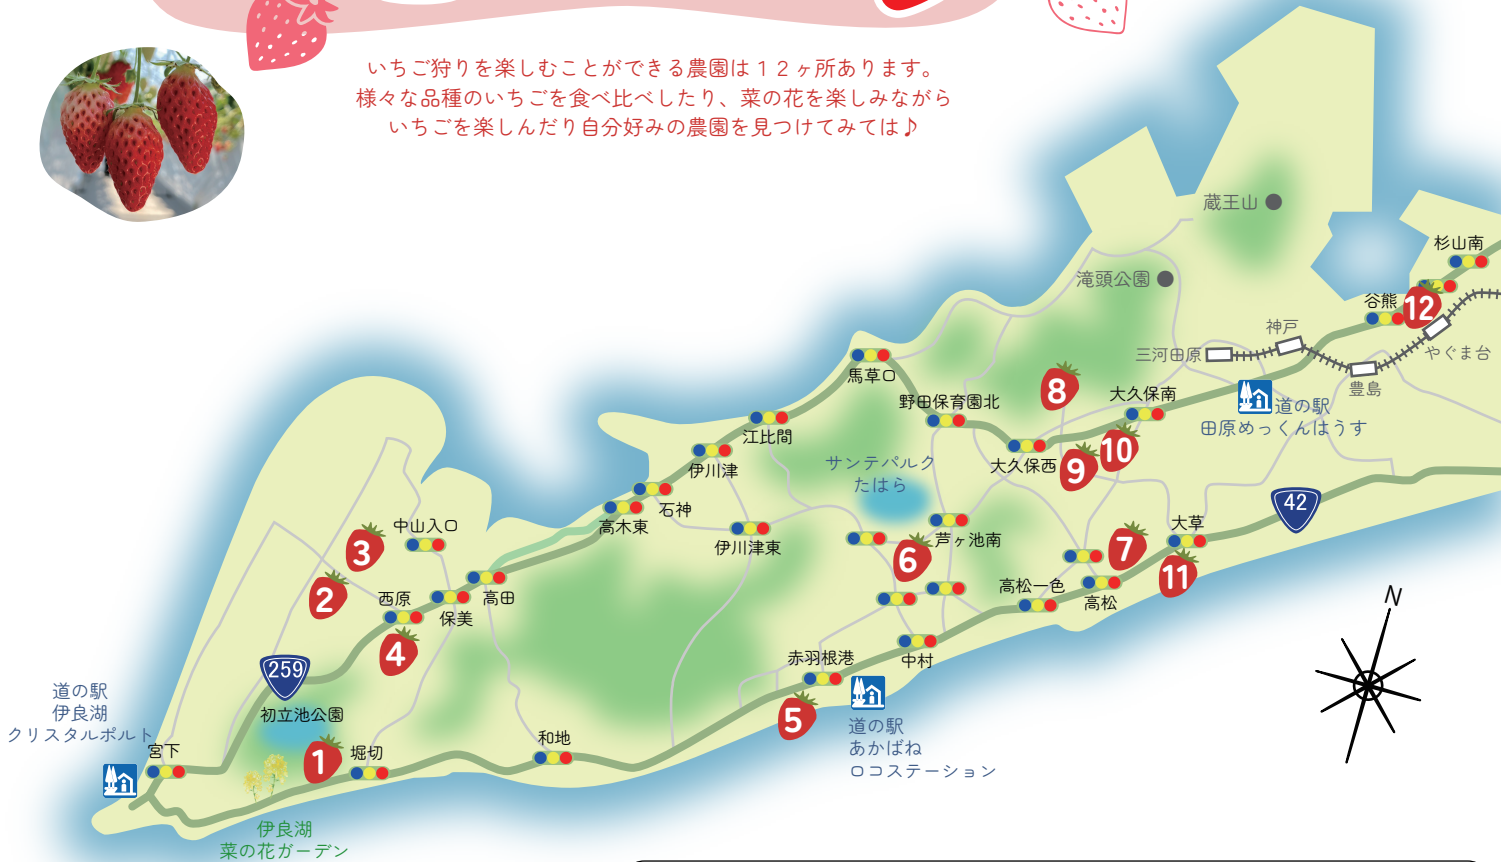 いちご狩りを楽しむことができる農園は１２ヶ所あります。
様々な品種のいちごを食べ比べしたり、菜の花を楽しみながら
いちごを楽しんだり自分好みの農園を見つけてみては♪
蔵王山
滝頭公園
杉山南
谷熊
12
神戸
三河田原
やぐま台
豊島
馬草口
野田保育園北
8
大久保南
道の駅
田原めっくんはうす
江比間
伊川津
サンテパルク
たはら
大久保西
9
10
石神
高木東
伊川津東
芦ヶ池南
6
7
大草
42
11
中山入口
3
2
西原
保美
高田
4
高松一色
高松
N
259
赤羽根港
中村
5
道の駅
あかばね
ロコステーション
道の駅
伊良湖
クリスタルポルト
宮下
初立池公園
1
堀切
和地
伊良湖
菜の花ガーデン